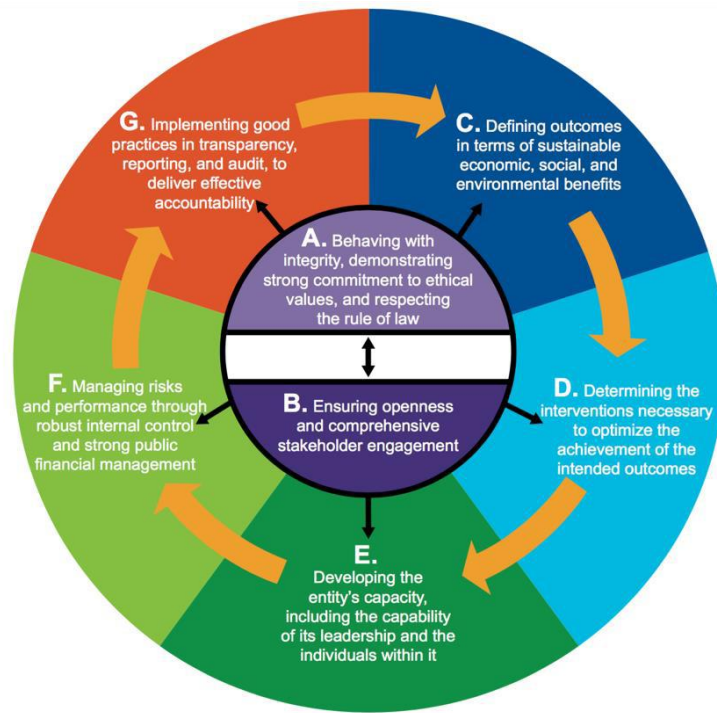 G. Implementing good
practices in transparency,
reporting, and audit, to
deliver effective
accountability
C. Defining outcomes
in terms of sustainable
economic, social, and
environmental benefits
A. Behaving with
integrity, demonstrating
strong commitment to ethical
values, and respecting
the rule of law
B. Ensuring openness
and comprehensive
stakeholder engagement
F. Managing risks
and performance through
robust internal control
and strong public
financial management
D. Determining the
interventions necessary
to optimize the
achievement of the
intended outcomes
E.
Developing the
entity's capacity,
including the capability
of its leadership and the
individuals within it